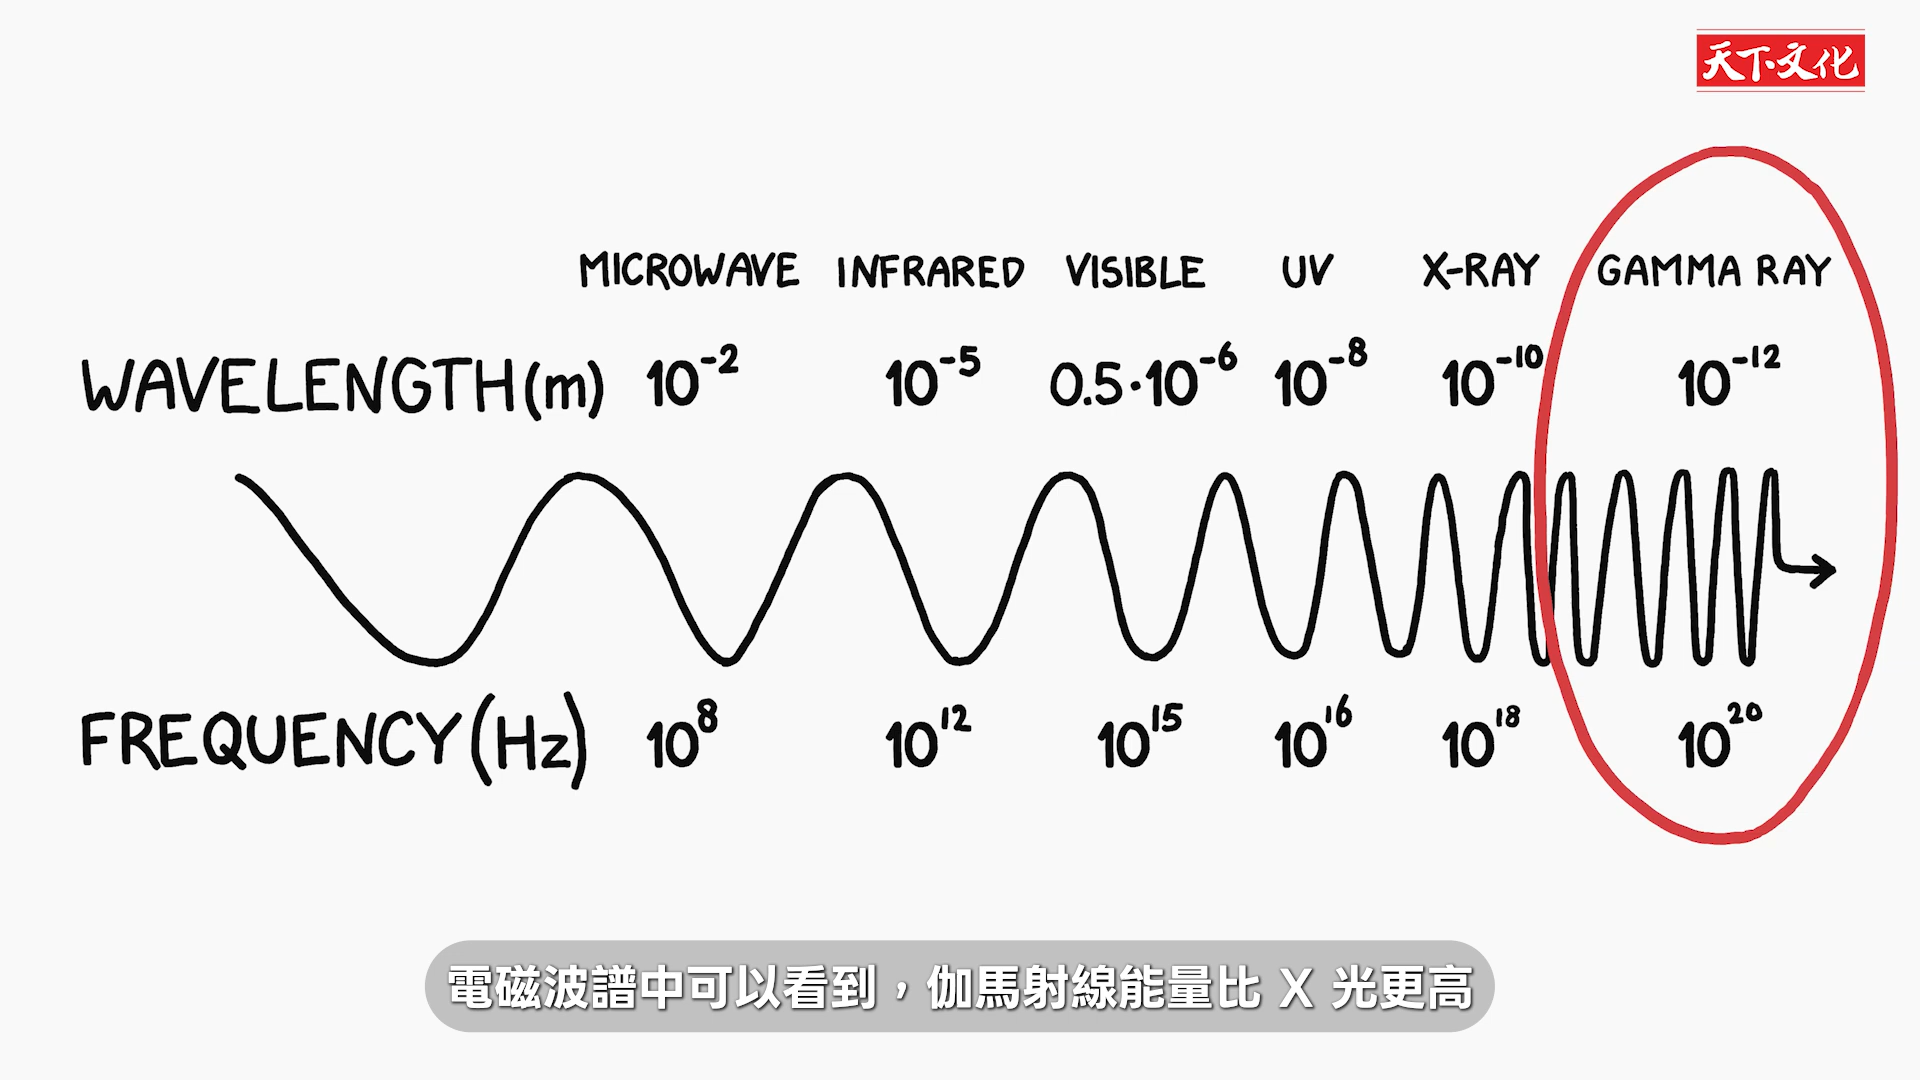 天下文化
MICROWAVE INFRARED VISIBLE UV X-RAY GAMMA RAY
WAVELENGTH(m) 10⁻² 10⁻⁵ 0.5·10⁻⁶ 10⁻⁸ 10⁻¹⁰ 10⁻¹²
FREQUENCY(Hz) 10⁸ 10¹² 10¹⁵ 10¹⁶ 10¹⁸ 10²⁰
電磁波譜中可以看到，伽馬射線能量比 X 光更高